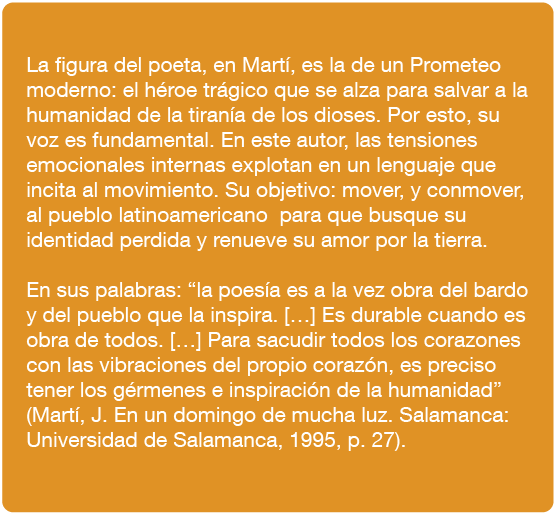 La figura del poeta, en Martí, es la de un Prometeo
moderno: el héroe trágico que se alza para salvar a la
humanidad de la tiranía de los dioses. Por esto, su
voz es fundamental. En este autor, las tensiones
emocionales internas explotan en un lenguaje que
incita al movimiento. Su objetivo: mover, y conmover,
al pueblo latinoamericano  para que busque su
identidad perdida y renueve su amor por la tierra.
En sus palabras: “la poesía es a la vez obra del bardo
y del pueblo que la inspira. […] Es durable cuando es
obra de todos. […] Para sacudir todos los corazones
con las vibraciones del propio corazón, es preciso
tener los gérmenes e inspiración de la humanidad”
(Martí, J. En un domingo de mucha luz. Salamanca:
Universidad de Salamanca, 1995, p. 27).